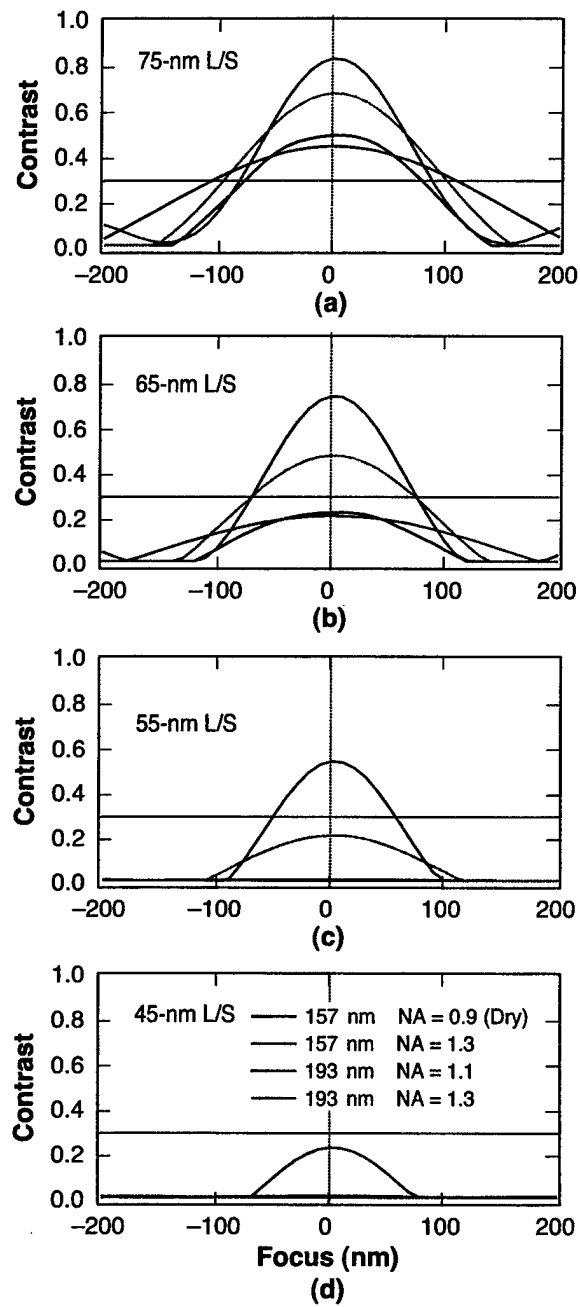 1.0
75-nm L/S
0.8
0.6
Contrast
0.4
0.2
0.0
−200 −100 0 100 200
(a)
1.0
65-nm L/S
0.8
0.6
Contrast
0.4
0.2
0.0
−200 −100 0 100 200
(b)
1.0
0.8
55-nm L/S
0.6
Contrast
0.4
0.2
0.0
−200 −100 0 100 200
(c)
1.0
45-nm L/S
157 nm NA = 0.9 (Dry)
0.8
157 nm NA = 1.3
193 nm NA = 1.1
0.6
193 nm NA = 1.3
Contrast
0.4
0.2
0.0
−200 −100 0 100 200
Focus (nm)
(d)